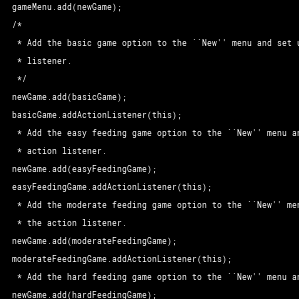 gameMenu.add(newGame);
/*
* Add the basic game option to the ``New'' menu and set
* listener.
*/
newGame.add(basicGame);
basicGame.addActionListener(this);
* Add the easy feeding game option to the ``New'' menu
* action listener.
newGame.add(easyFeedingGame);
easyFeedingGame.addActionListener(this);
* Add the moderate feeding game option to the ``New''
* the action listener.
newGame.add(moderateFeedingGame);
moderateFeedingGame.addActionListener(this);
* Add the hard feeding game option to the ``New'' menu
newGame.add(hardFeedingGame);